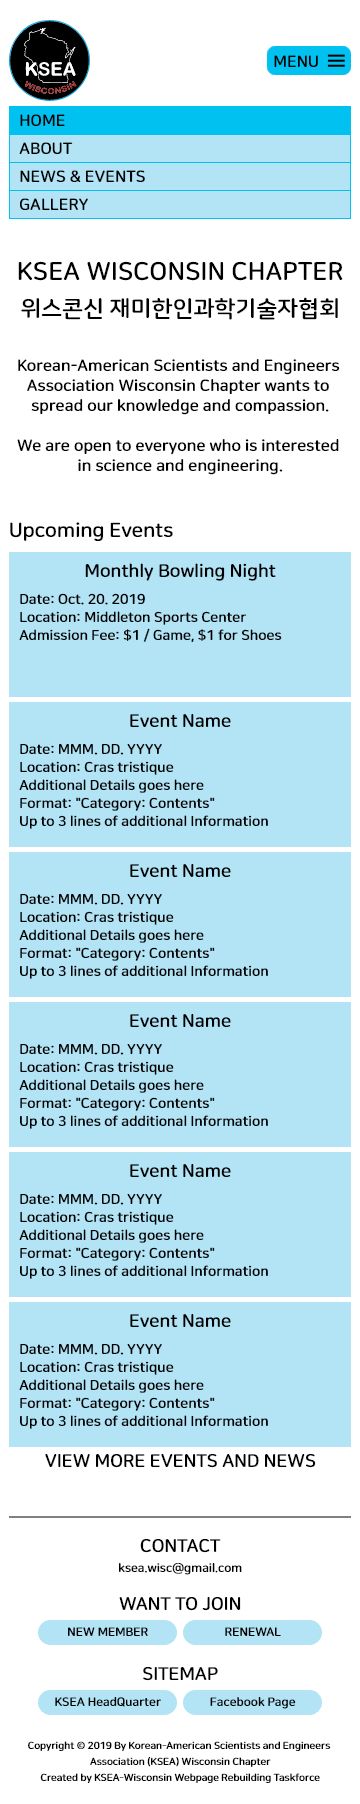 KSEA
WISCONSIN
MENU
HOME
ABOUT
NEWS & EVENTS
GALLERY
KSEA WISCONSIN CHAPTER
위스콘신 재미한인과학기술자협회
Korean-American Scientists and Engineers
Association Wisconsin Chapter wants to
spread our knowledge and compassion.
We are open to everyone who is interested
in science and engineering.
Upcoming Events
Monthly Bowling Night
Date: Oct. 20. 2019
Location: Middleton Sports Center
Admission Fee: $1 / Game, $1 for Shoes
Event Name
Date: MMM. DD. YYYY
Location: Cras tristique
Additional Details goes here
Format: "Category: Contents"
Up to 3 lines of additional Information
Event Name
Date: MMM. DD. YYYY
Location: Cras tristique
Additional Details goes here
Format: "Category: Contents"
Up to 3 lines of additional Information
Event Name
Date: MMM. DD. YYYY
Location: Cras tristique
Additional Details goes here
Format: "Category: Contents"
Up to 3 lines of additional Information
Event Name
Date: MMM. DD. YYYY
Location: Cras tristique
Additional Details goes here
Format: "Category: Contents"
Up to 3 lines of additional Information
Event Name
Date: MMM. DD. YYYY
Location: Cras tristique
Additional Details goes here
Format: "Category: Contents"
Up to 3 lines of additional Information
VIEW MORE EVENTS AND NEWS
CONTACT
ksea.wisc@gmail.com
WANT TO JOIN
NEW MEMBER
RENEWAL
SITEMAP
KSEA HeadQuarter
Facebook Page
Copyright © 2019 By Korean-American Scientists and Engineers
Association (KSEA) Wisconsin Chapter
Created by KSEA-Wisconsin Webpage Rebuilding Taskforce